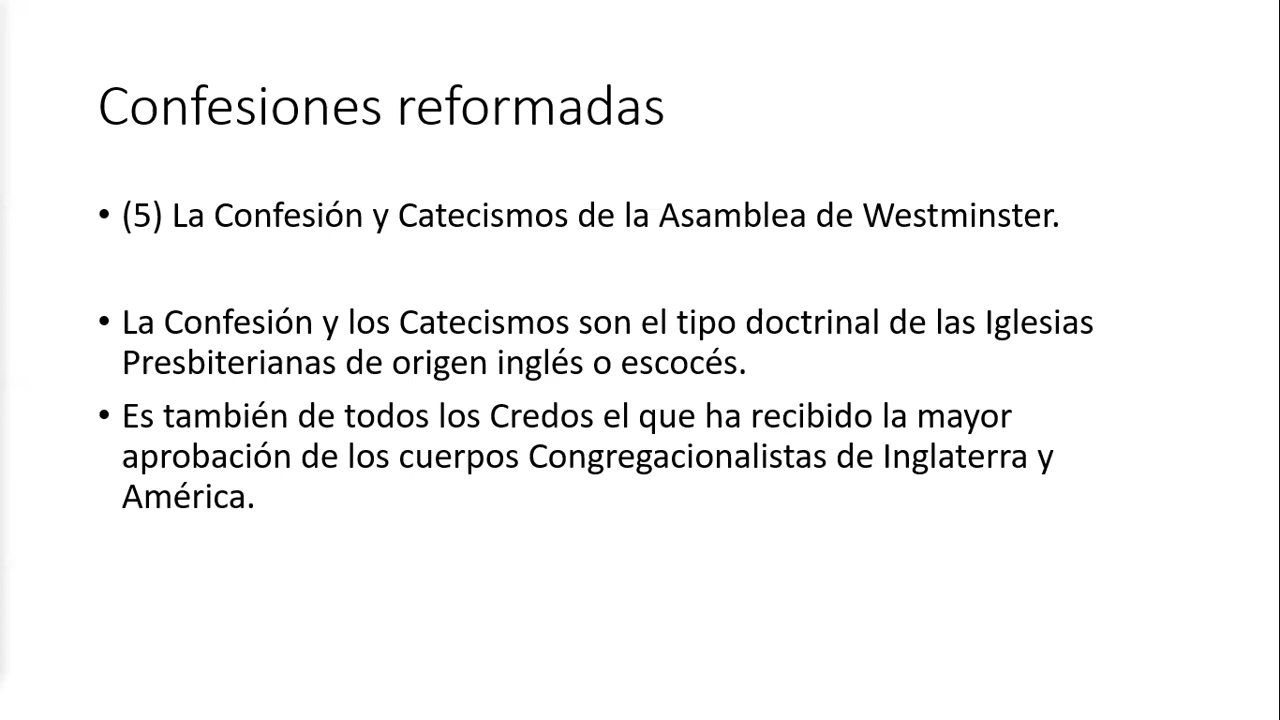 Confesiones reformadas
• (5) La Confesión y Catecismos de la Asamblea de Westminster.
• La Confesión y los Catecismos son el tipo doctrinal de las Iglesias
Presbiterianas de origen inglés o escocés.
• Es también de todos los Credos el que ha recibido la mayor
aprobación de los cuerpos Congregacionalistas de Inglaterra y
América.